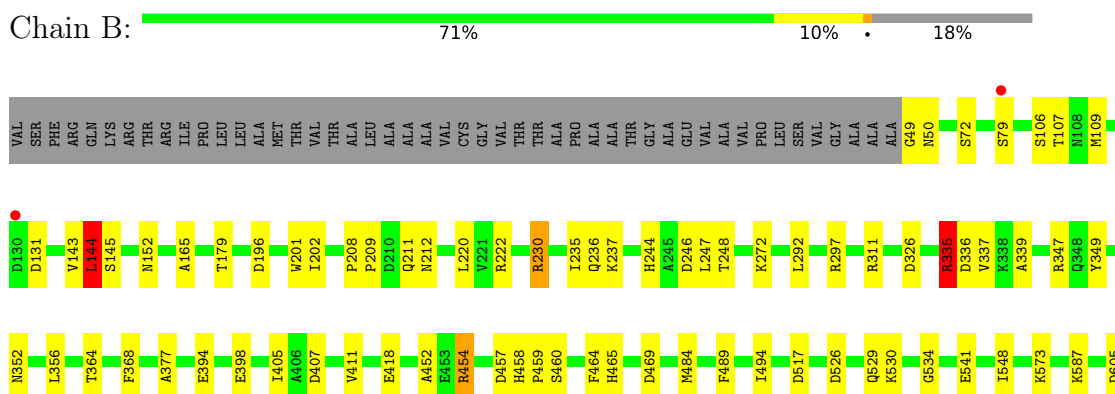 Chain B:
71% 10% • 18%
VAL SER PHE ARG GLN LYS ARG THR ARG ILE PRO LEU LEU ALA MET THR VAL THR ALA LEU ALA ALA ALA VAL CYS GLY VAL THR THR ALA PRO ALA ALA THR GLY ALA GLU VAL ALA VAL PRO LEU SER VAL GLY ALA ALA ALA G49 N50 S72 S79 S106 T107 N108 M109
D130 D131 V143 L144 S145 N152 A165 T179 D196 W201 I202 P208 P209 D210 Q211 N212 L220 V221 R222 R230 I235 Q236 K237 H244 A245 D246 L247 T248 K272 L292 R297 R311 D326 R335 D336 V337 K338 A339 R347 Q348 Y349
N352 L356 T364 F368 A377 E394 E398 I405 A406 D407 V411 E418 A452 E453 R454 D457 H458 P459 S460 F464 H465 D469 M484 F489 I494 D517 D526 Q529 K530 G534 E541 I548 K573 K587